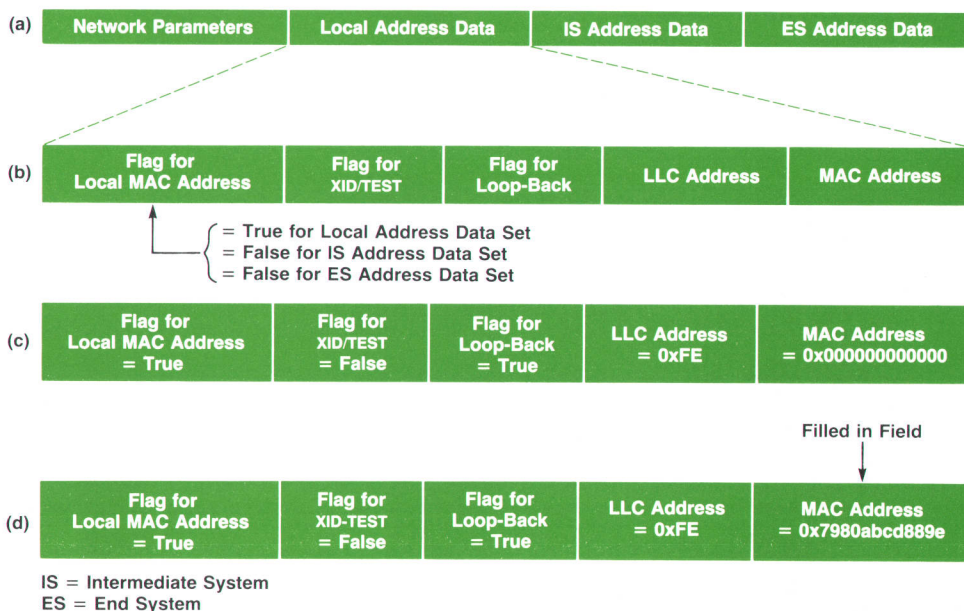 (a) Network Parameters Local Address Data IS Address Data ES Address Data
(b) Flag for Local MAC Address Flag for XID/TEST Flag for Loop-Back LLC Address MAC Address
= True for Local Address Data Set
= False for IS Address Data Set
= False for ES Address Data Set
(c) Flag for Local MAC Address = True Flag for XID/TEST = False Flag for Loop-Back = True LLC Address = 0xFE MAC Address = 0x000000000000
Filled in Field
(d) Flag for Local MAC Address = True Flag for XID-TEST = False Flag for Loop-Back = True LLC Address = 0xFE MAC Address = 0x7980abcd889e
IS = Intermediate System
ES = End System